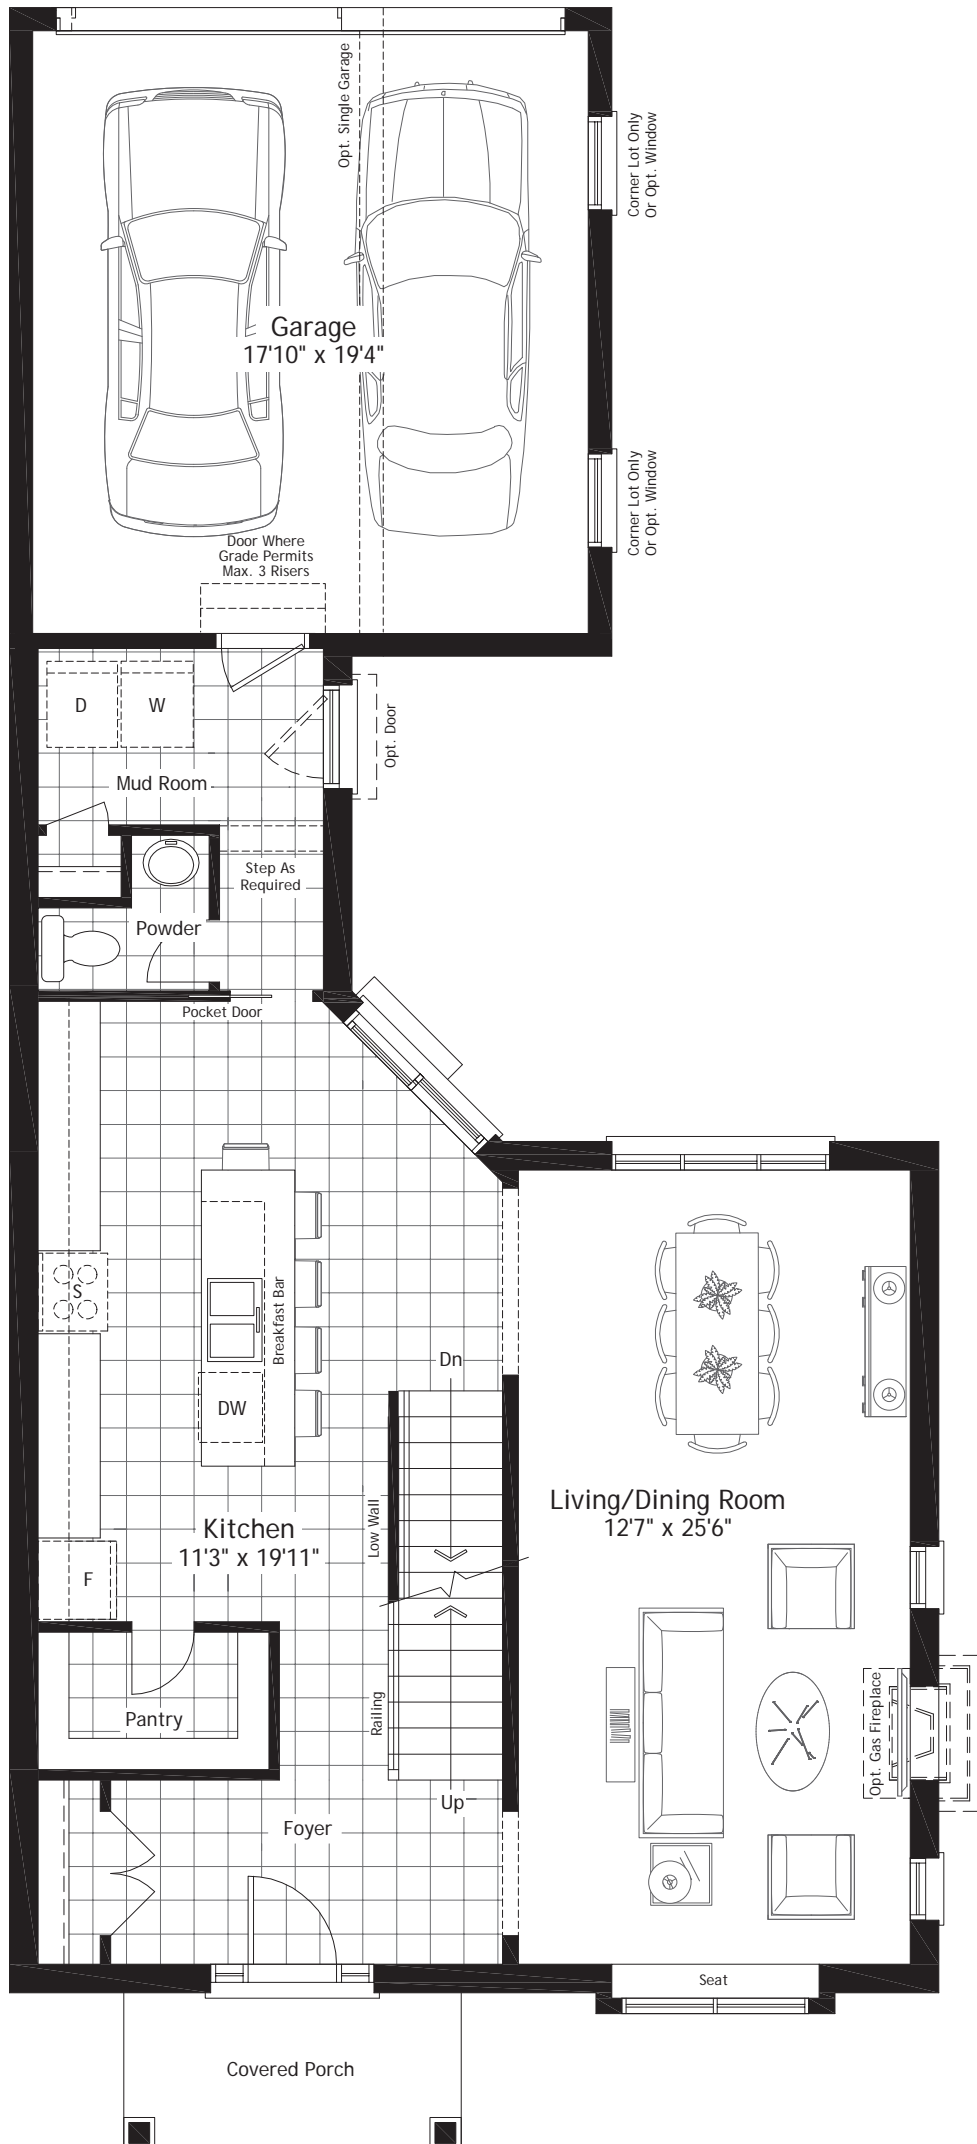 Opt. Single Garage
Corner Lot Only
Or Opt. Window
Garage
17'10" x 19'4"
Corner Lot Only
Or Opt. Window
Door Where
Grade Permits
Max. 3 Risers
D
W
Opt. Door
Mud Room
Step As
Required
Powder
Pocket Door
S
Breakfast Bar
Dn
DW
Living/Dining Room
12'7" x 25'6"
Low Wall
Kitchen
11'3" x 19'11"
F
Railing
Pantry
Opt. Gas Fireplace
Up
Foyer
Seat
Covered Porch